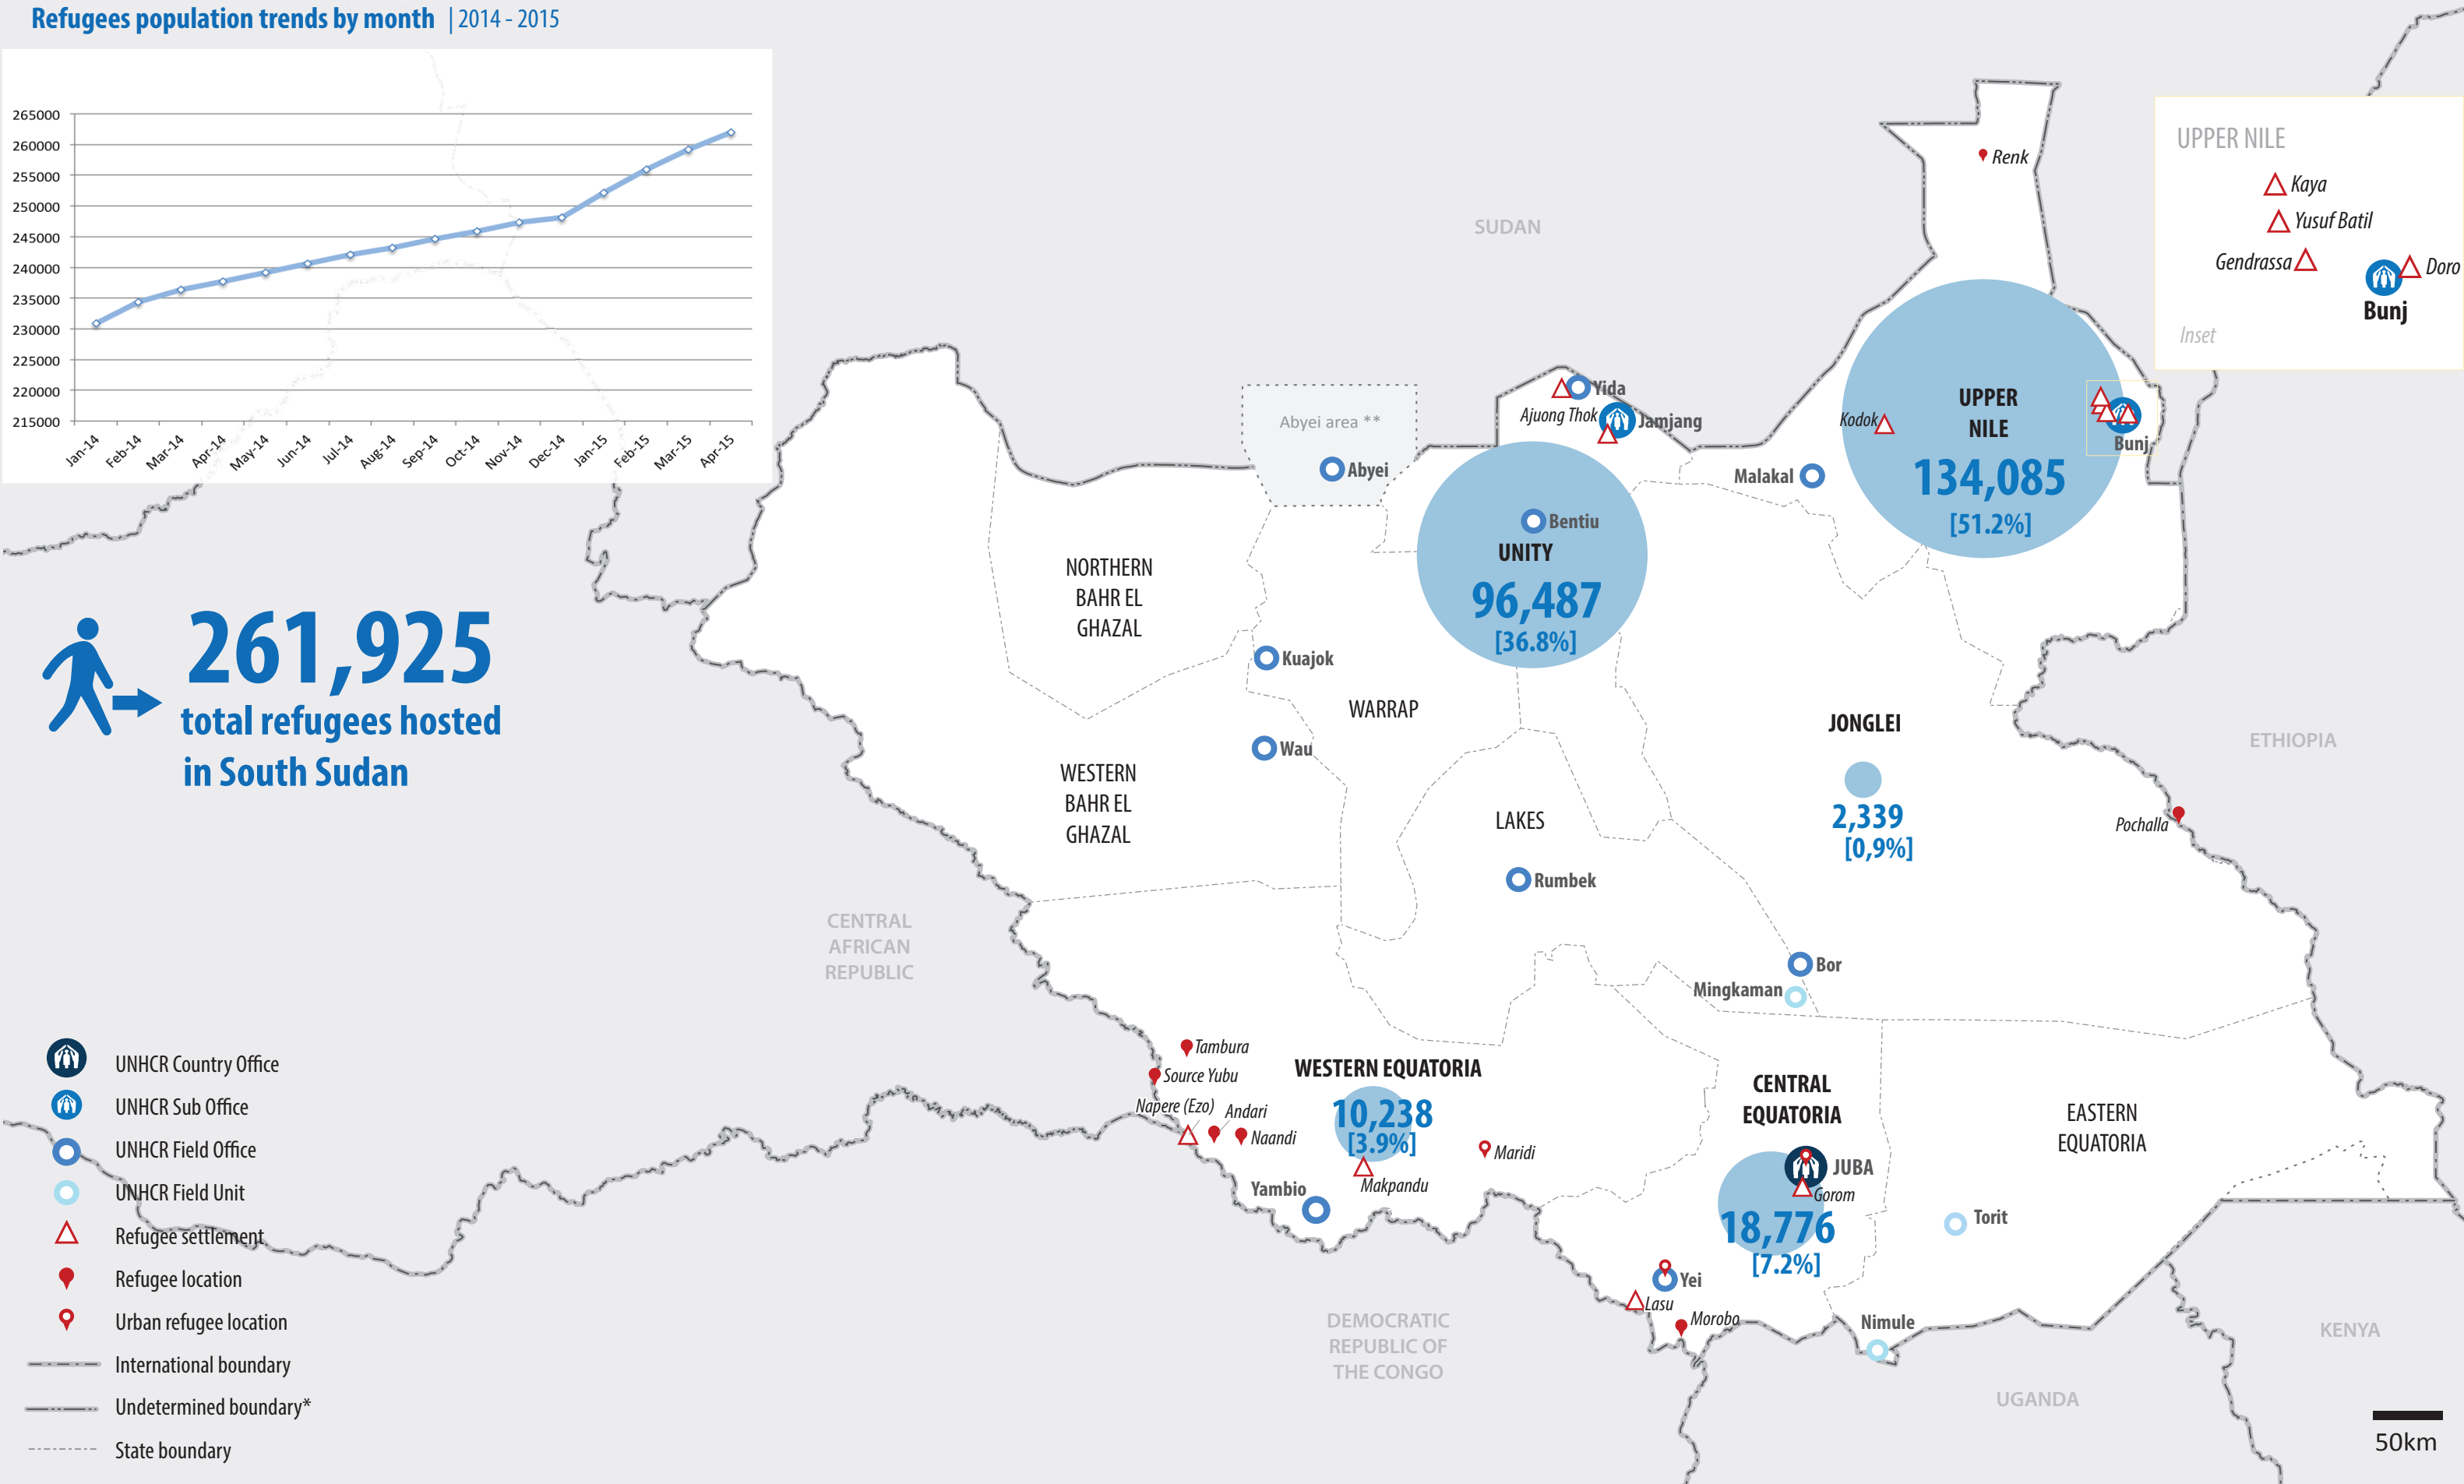 Refugees population trends by month | 2014 - 2015
265000
260000
255000
250000
245000
240000
235000
230000
225000
220000
215000
Jan-14
Feb-14
Mar-14
Apr-14
May-14
Jun-14
Jul-14
Aug-14
Sep-14
Oct-14
Nov-14
Dec-14
Jan-15
Feb-15
Mar-15
Apr-15
261,925
total refugees hosted
in South Sudan
UNHCR Country Office
UNHCR Sub Office
UNHCR Field Office
UNHCR Field Unit
Refugee settlement
Refugee location
Urban refugee location
International boundary
Undetermined boundary*
State boundary
SUDAN
Renk
UPPER NILE
Kaya
Yusuf Batil
Gendrassa
Doro
Bunj
Inset
Yida
Ajuong Thok
Jamjang
Abyei area **
Abyei
Kodok
UPPER
NILE
134,085
[51.2%]
Bunj
Malakal
Bentiu
UNITY
96,487
[36.8%]
NORTHERN
BAHR EL
GHAZAL
Kuajok
WARRAP
Wau
WESTERN
BAHR EL
GHAZAL
JONGLEI
2,339
[0,9%]
ETHIOPIA
Pochalla
LAKES
Rumbek
CENTRAL
AFRICAN
REPUBLIC
Bor
Mingkaman
Tambura
Source Yubu
Napere (Ezo)
Andari
Naandi
WESTERN EQUATORIA
10,238
[3.9%]
Makpandu
Maridi
Yambio
CENTRAL
EQUATORIA
JUBA
Gorom
18,776
[7.2%]
EASTERN
EQUATORIA
Torit
Yei
Lasu
Morobo
Nimule
DEMOCRATIC
REPUBLIC OF
THE CONGO
KENYA
UGANDA
50km